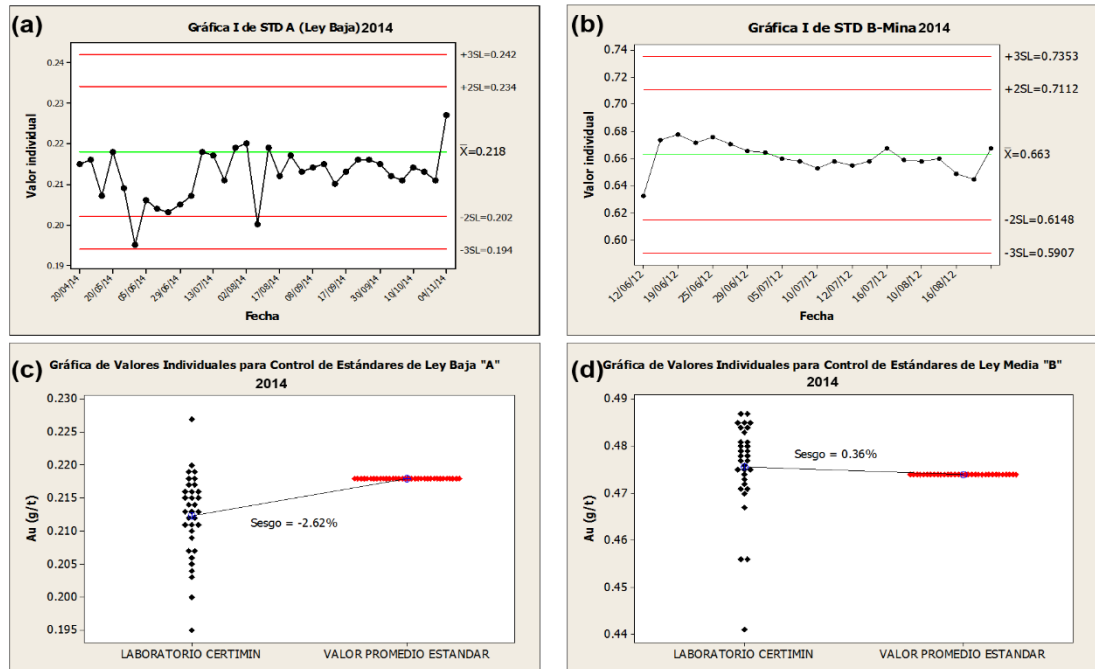 (a)
Gráfica I de STD A (Ley Baja)2014
Valor individual
0.24
0.23
0.22
0.21
0.20
0.19
+3SL=0.242
+2SL=0.234
X=0.218
-2SL=0.202
-3SL=0.194
20/04/14
20/05/14
05/06/14
29/06/14
13/07/14
02/08/14
17/08/14
08/09/14
17/09/14
30/09/14
10/10/14
04/11/14
Fecha
(b)
Gráfica I de STD B-Mina 2014
Valor individual
0.74
0.72
0.70
0.68
0.66
0.64
0.62
0.60
+3SL=0.7353
+2SL=0.7112
X=0.663
-2SL=0.6148
-3SL=0.5907
12/06/12
19/06/12
25/06/12
29/06/12
05/07/12
10/07/12
12/07/12
16/07/12
10/08/12
16/08/12
Fecha
(c)
Gráfica de Valores Individuales para Control de Estándares de Ley Baja "A"
2014
Au (g/t)
0.230
0.225
0.220
0.215
0.210
0.205
0.200
0.195
Sesgo = -2.62%
LABORATORIO CERTIMIN
VALOR PROMEDIO ESTANDAR
(d)
Gráfica de Valores Individuales para Control de Estándares de Ley Media "B"
2014
Au (g/t)
0.49
0.48
0.47
0.46
0.45
0.44
Sesgo = 0.36%
LABORATORIO CERTIMIN
VALOR PROMEDIO ESTANDAR